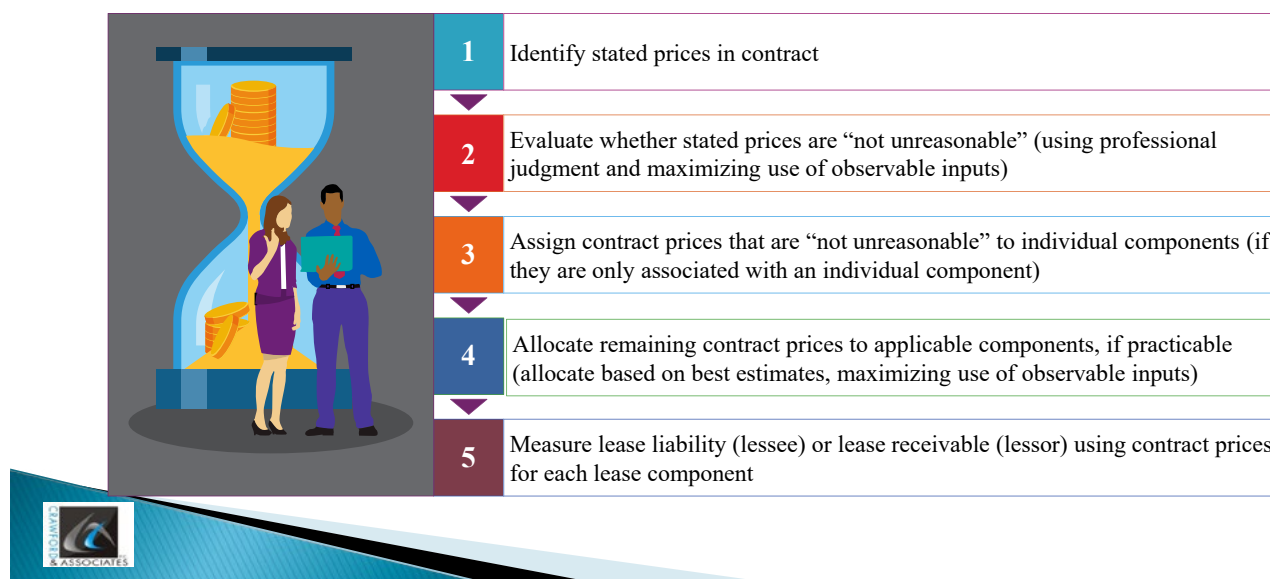 1
Identify stated prices in contract
2
Evaluate whether stated prices are “not unreasonable” (using professional
judgment and maximizing use of observable inputs)
3
Assign contract prices that are “not unreasonable” to individual components (if
they are only associated with an individual component)
4
Allocate remaining contract prices to applicable components, if practicable
(allocate based on best estimates, maximizing use of observable inputs)
5
Measure lease liability (lessee) or lease receivable (lessor) using contract prices
for each lease component
CRAWFORD
& ASSOCIATES